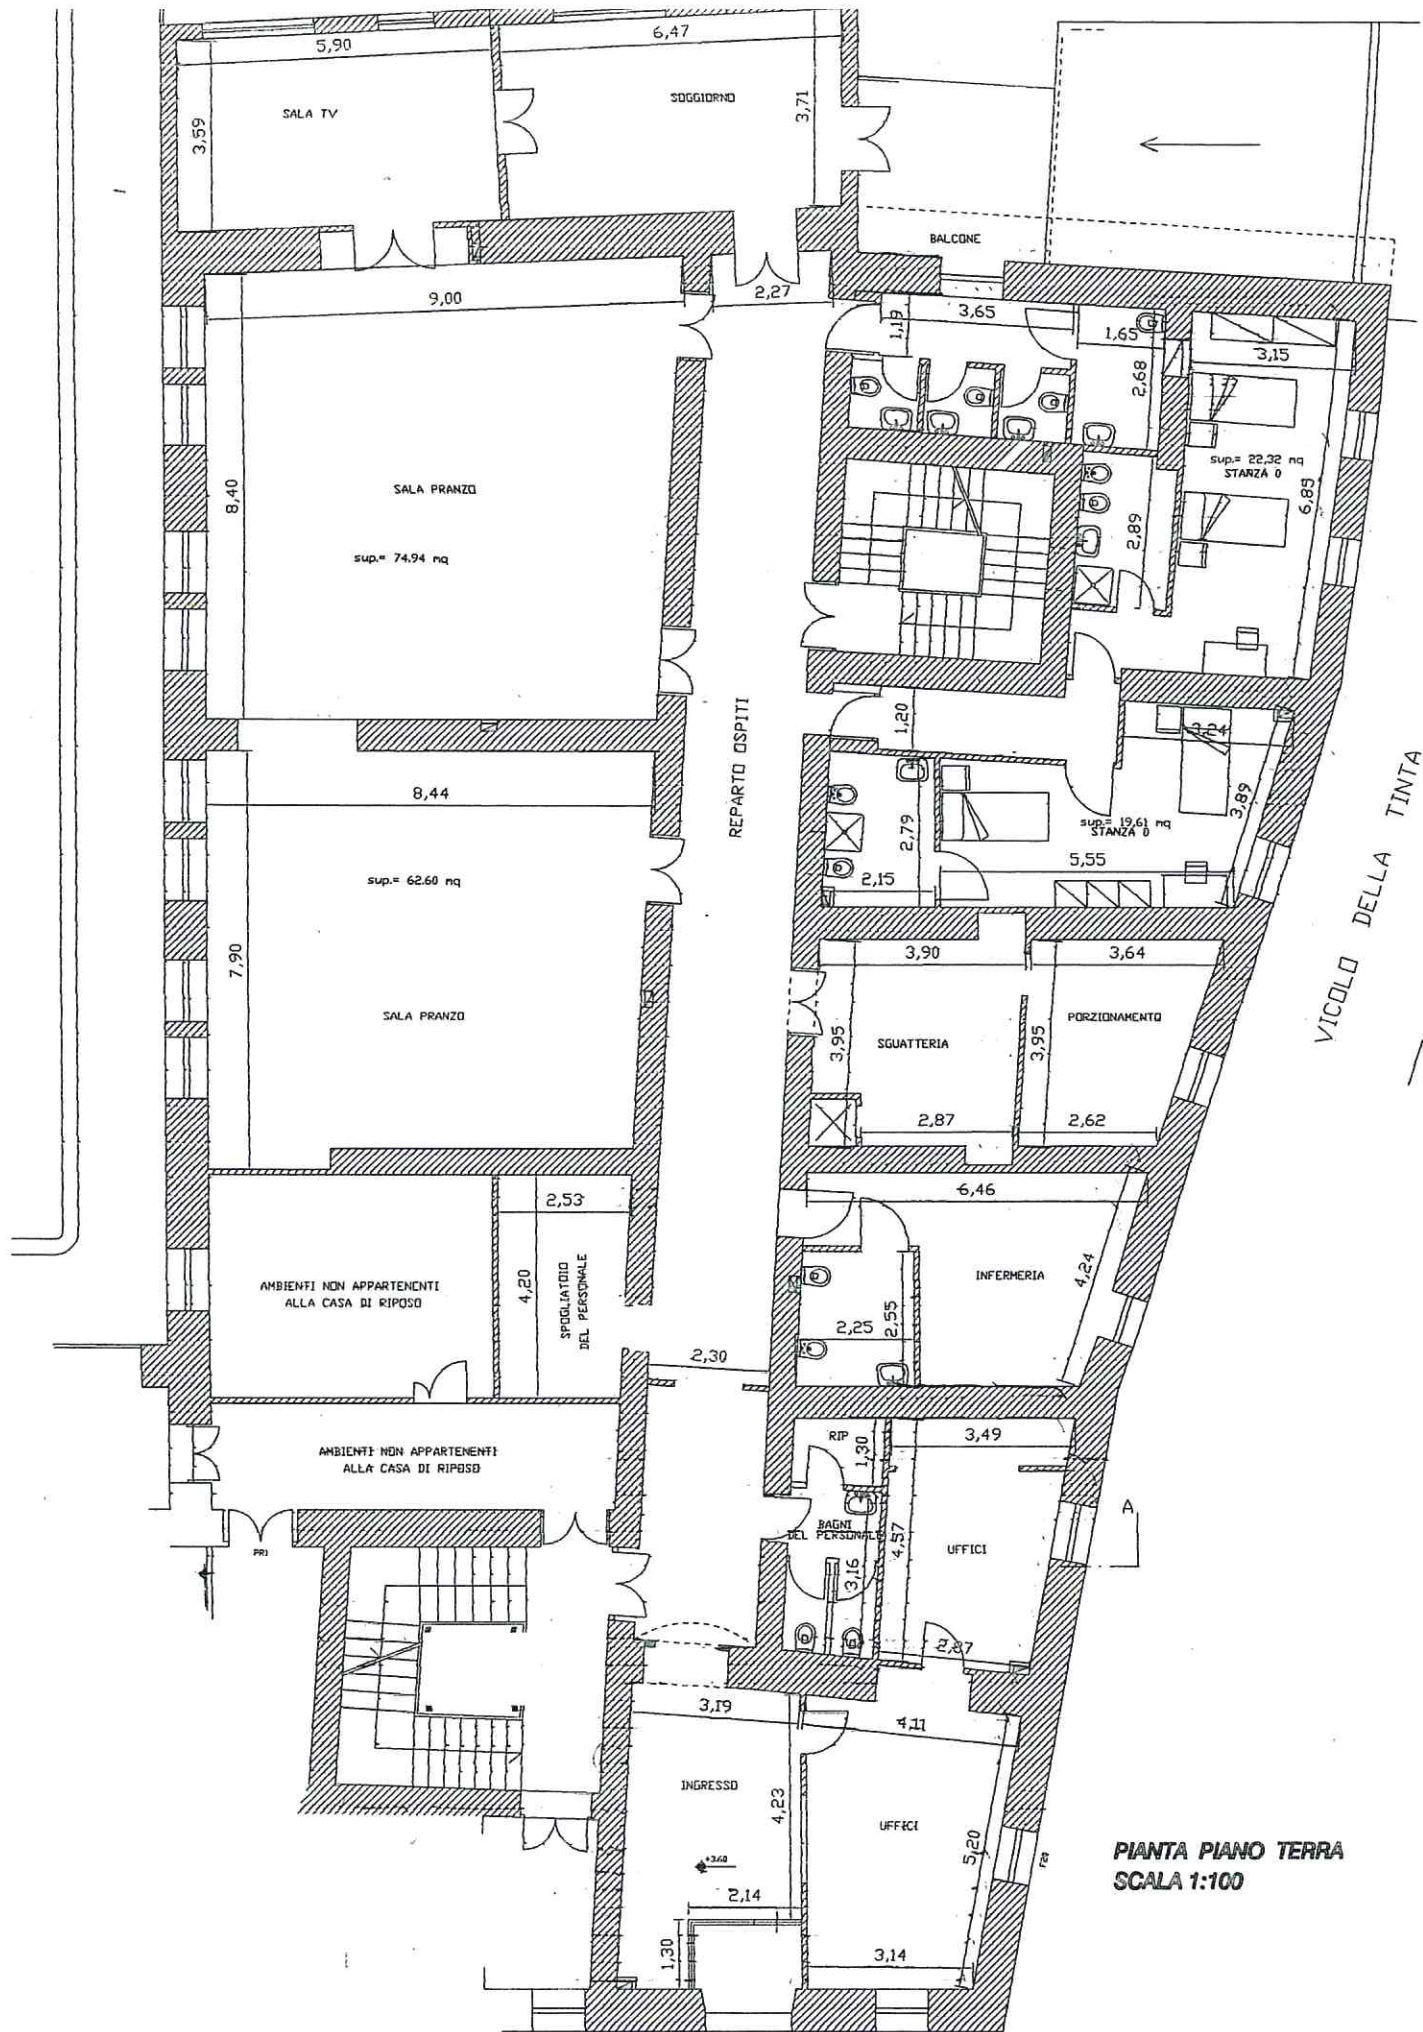 5,90
6,47
SALA TV
SOGGIORNO
3,59
3,71
BALCONE
9,00
2,27
1,19
3,65
1,65
2,68
3,15
8,40
SALA PRANZO
sup.= 74.94 mq
sup.= 22,32 mq
STANZA 0
6,85
2,89
REPARTO OSPITI
1,20
3,24
8,44
sup.= 62.60 mq
7,90
SALA PRANZO
2,79
2,15
sup.= 19,61 mq
STANZA 0
5,55
3,89
VICOLO DELLA TINTA
3,90
3,64
3,95
SGUATTERIA
3,95
PORZIONAMENTO
2,87
2,62
6,46
2,53
4,20
SPOGLIATOIO
DEL PERSONALE
AMBIENTI NON APPARTENENTI
ALLA CASA DI RIPOSO
INFERMERIA
4,24
2,25
2,55
2,30
AMBIENTI NON APPARTENENTI
ALLA CASA DI RIPOSO
RIP
1,30
3,49
BAGNI
DEL PERSONALE
4,57
UFFICI
A
PR1
3,16
2,87
3,19
4,11
INGRESSO
4,23
UFFICI
5,20
+3.60
2,14
1,30
3,14
PIANTA PIANO TERRA
SCALA 1:100